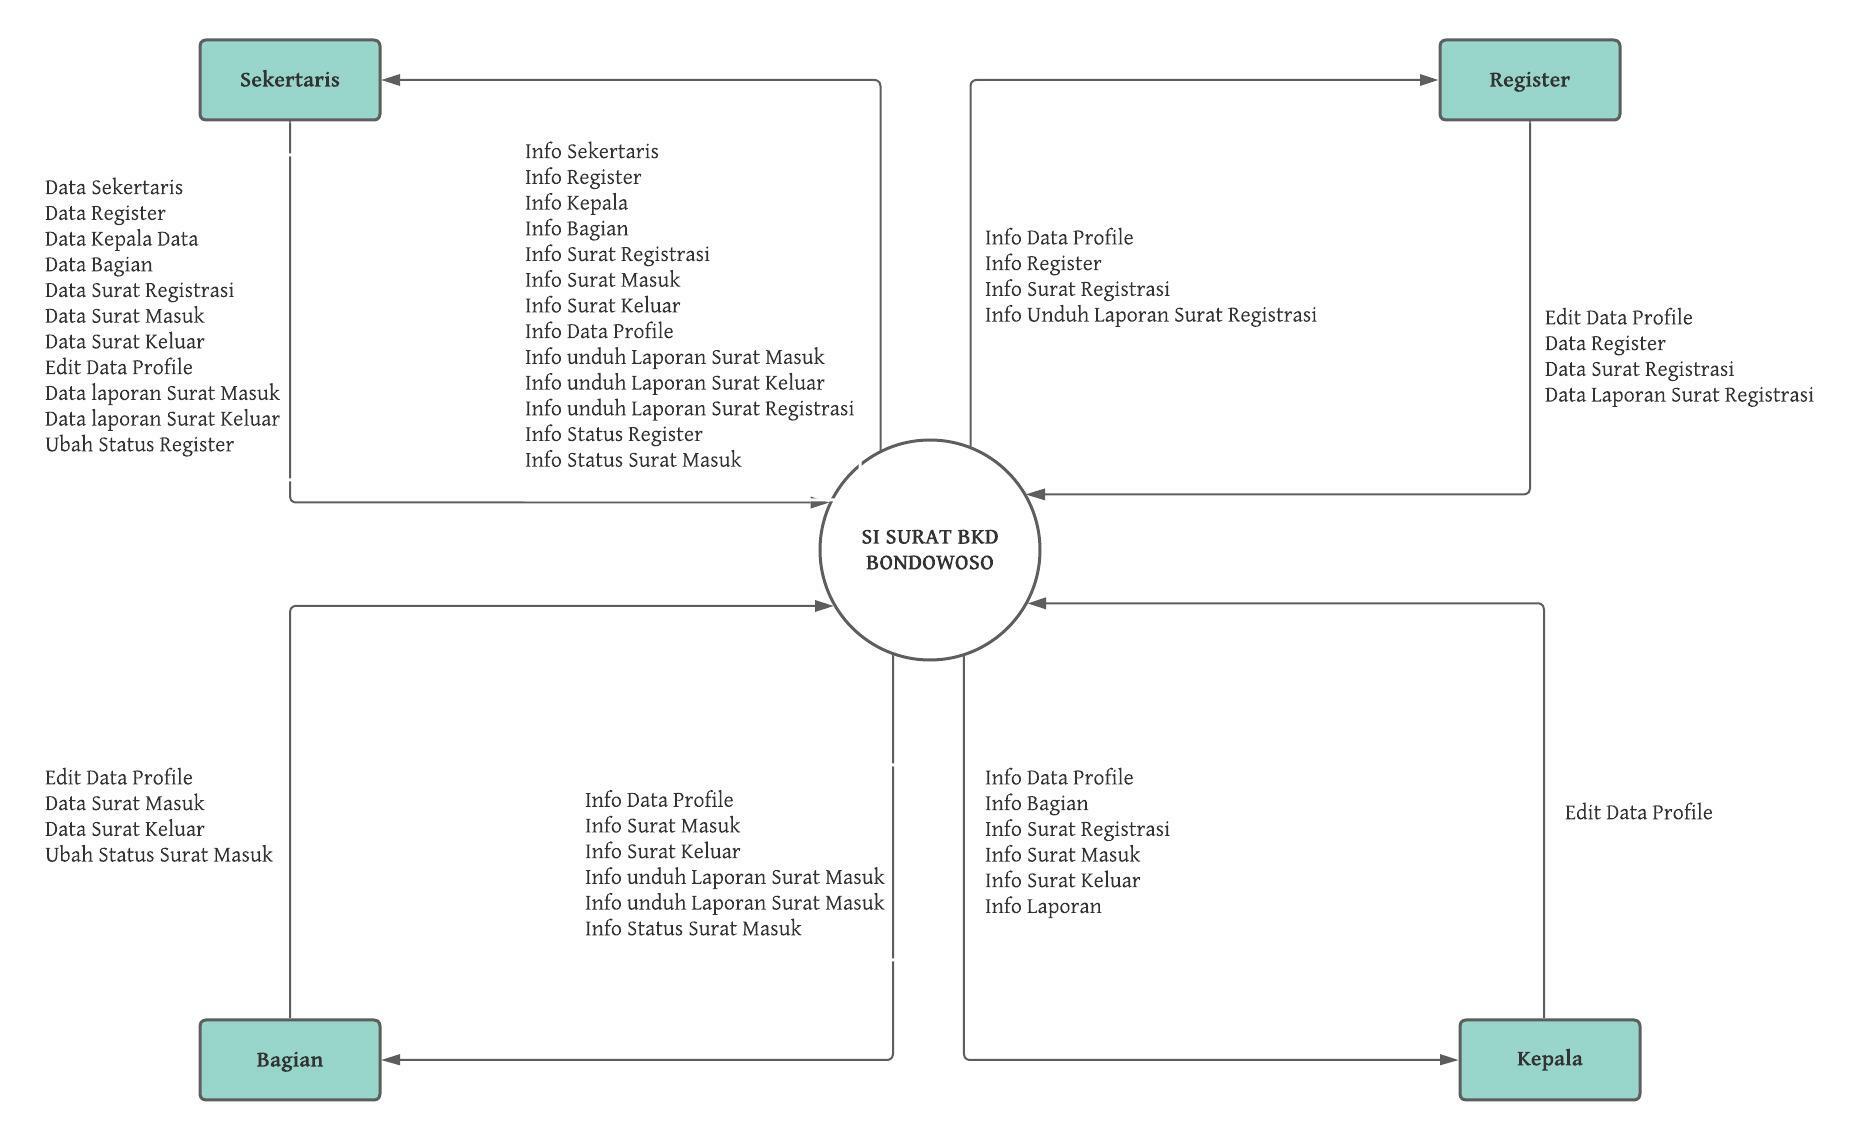 Sekertaris
Register
Data Sekertaris
Data Register
Data Kepala Data
Data Bagian
Data Surat Registrasi
Data Surat Masuk
Data Surat Keluar
Edit Data Profile
Data laporan Surat Masuk
Data laporan Surat Keluar
Ubah Status Register
Info Sekertaris
Info Register
Info Kepala
Info Bagian
Info Surat Registrasi
Info Surat Masuk
Info Surat Keluar
Info Data Profile
Info unduh Laporan Surat Masuk
Info unduh Laporan Surat Keluar
Info unduh Laporan Surat Registrasi
Info Status Register
Info Status Surat Masuk
Info Data Profile
Info Register
Info Surat Registrasi
Info Unduh Laporan Surat Registrasi
Edit Data Profile
Data Register
Data Surat Registrasi
Data Laporan Surat Registrasi
SI SURAT BKD
BONDOWOSO
Edit Data Profile
Data Surat Masuk
Data Surat Keluar
Ubah Status Surat Masuk
Info Data Profile
Info Surat Masuk
Info Surat Keluar
Info unduh Laporan Surat Masuk
Info unduh Laporan Surat Masuk
Info Status Surat Masuk
Info Data Profile
Info Bagian
Info Surat Registrasi
Info Surat Masuk
Info Surat Keluar
Info Laporan
Edit Data Profile
Bagian
Kepala